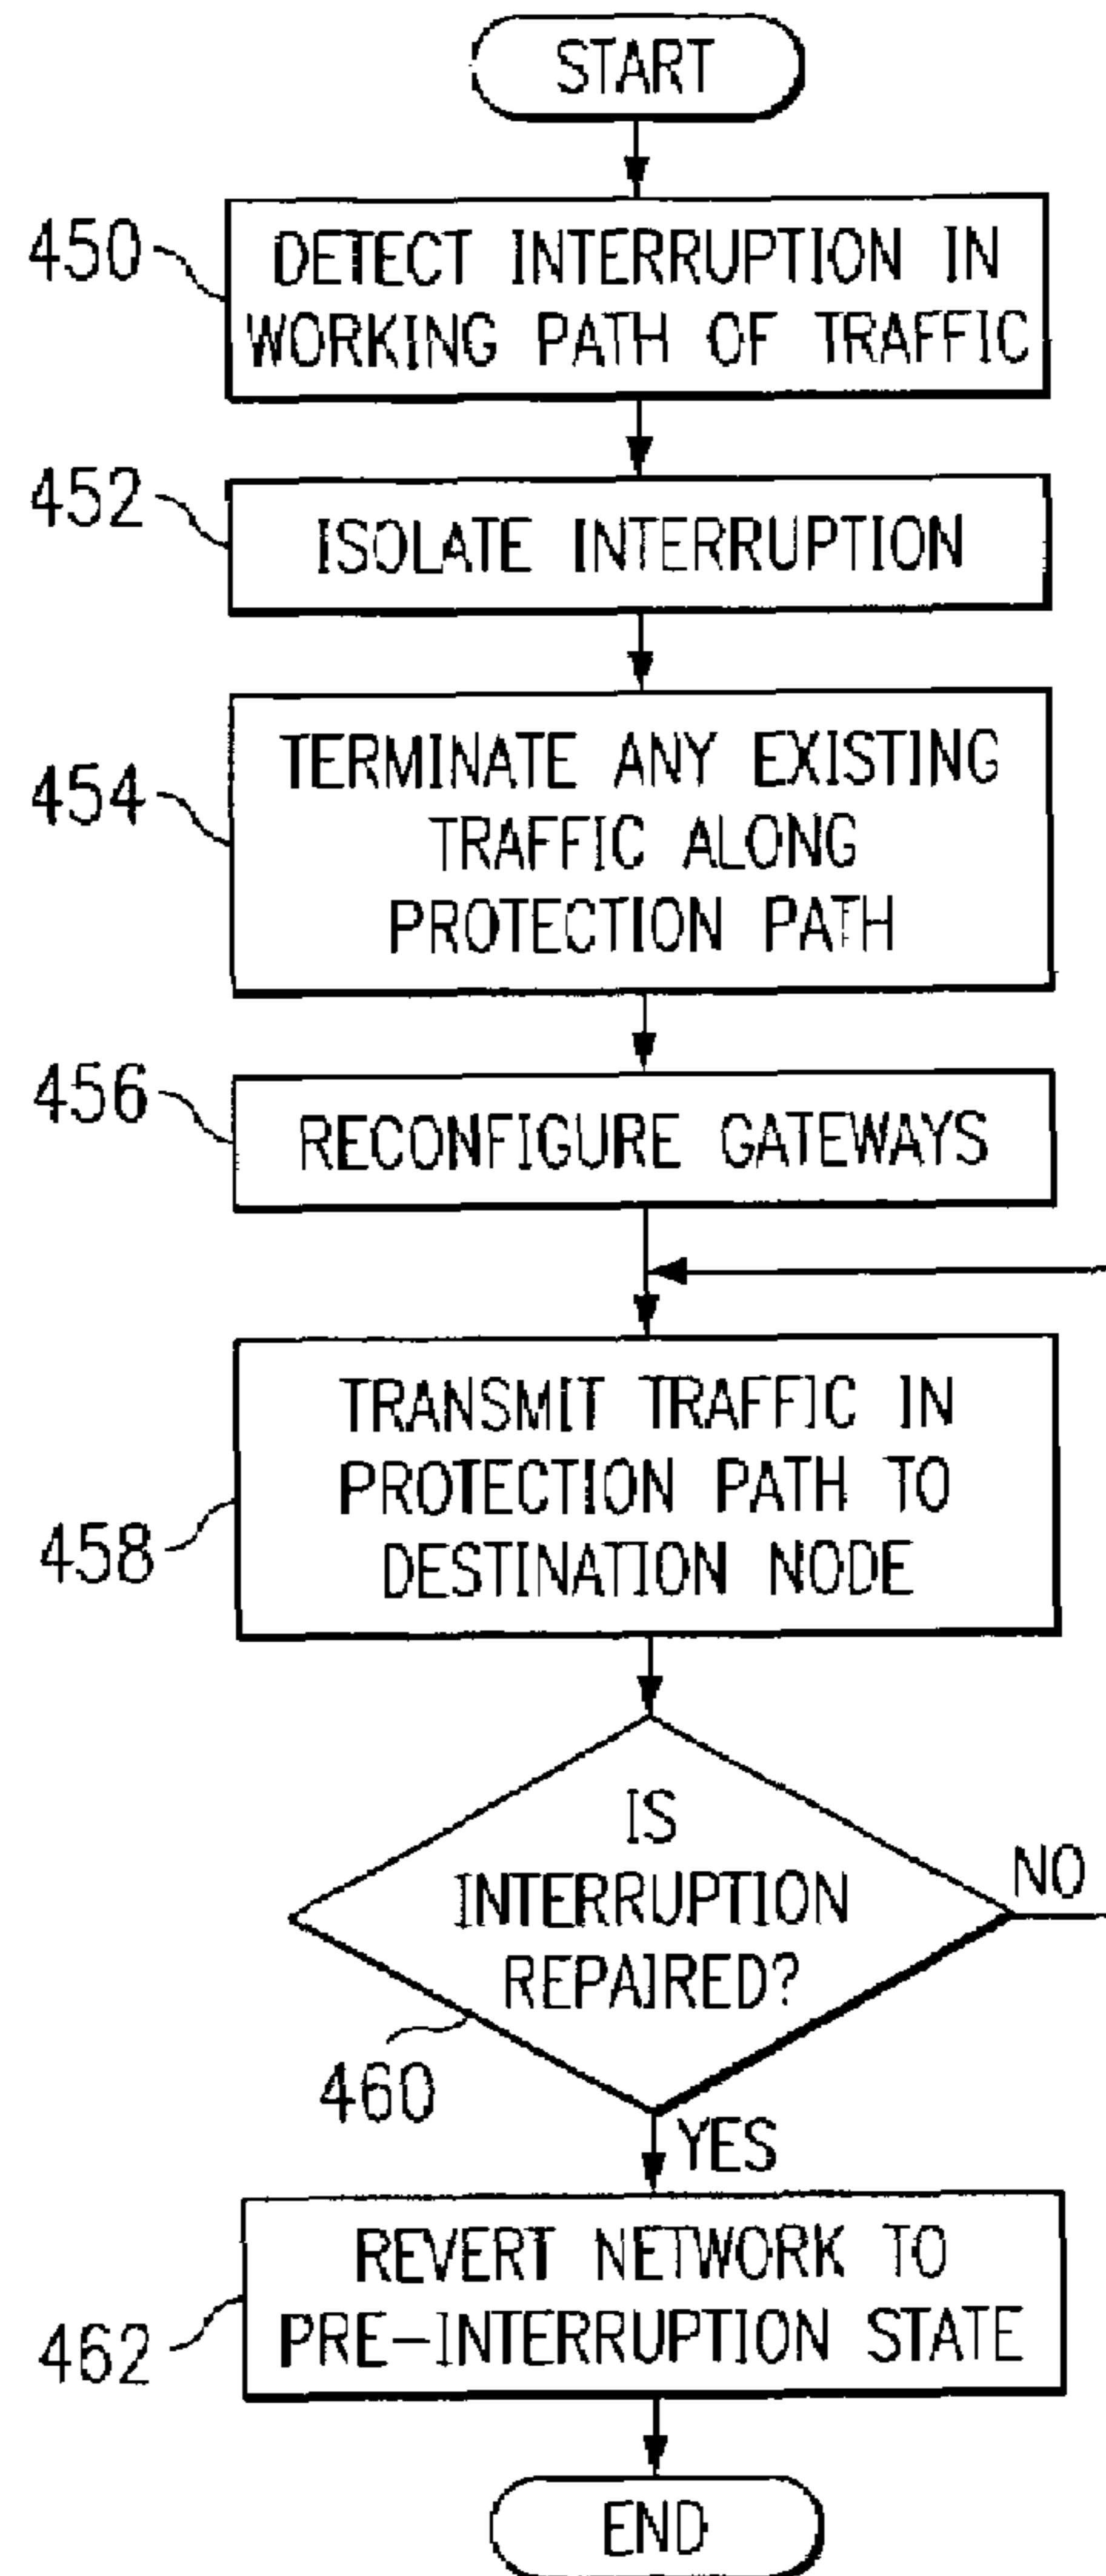 START
450
DETECT INTERRUPTION IN
WORKING PATH OF TRAFFIC
452
ISOLATE INTERRUPTION
454
TERMINATE ANY EXISTING
TRAFFIC ALONG
PROTECTION PATH
456
RECONFIGURE GATEWAYS
458
TRANSMIT TRAFFIC IN
PROTECTION PATH TO
DESTINATION NODE
IS
INTERRUPTION
REPAIRED?
NO
460
YES
462
REVERT NETWORK TO
PRE-INTERRUPTION STATE
END